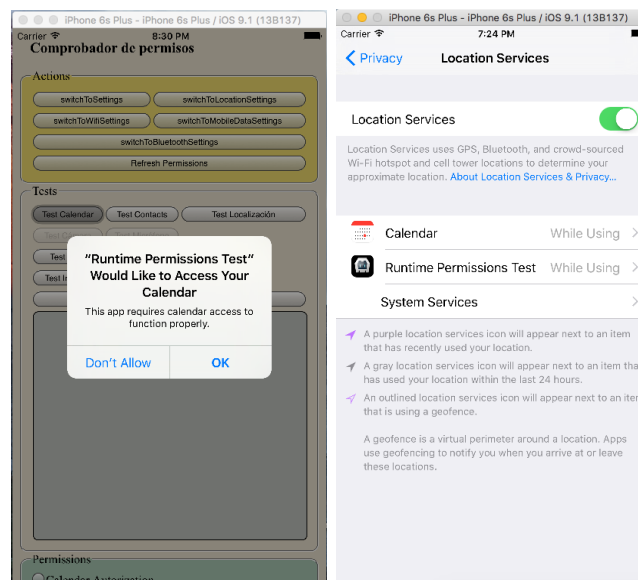 iPhone 6s Plus - iPhone 6s Plus / iOS 9.1 (13B137)
Carrier 8:30 PM
Comprobador de permisos
Actions
switchToSettings switchToLocationSettings
switchToWifiSettings switchToMobileDataSettings
switchToBluetoothSettings
Refresh Permissions
Tests
Test Calendar Test Contacts Test Localización
Test
Test
“Runtime Permissions Test”
Would Like to Access Your
Calendar
This app requires calendar access to
function properly.
Don’t Allow OK
Permissions
Calendar Autorization
iPhone 6s Plus - iPhone 6s Plus / iOS 9.1 (13B137)
Carrier 7:24 PM
Privacy Location Services
Location Services
Location Services uses GPS, Bluetooth, and crowd-sourced
Wi-Fi hotspot and cell tower locations to determine your
approximate location. About Location Services & Privacy...
Calendar While Using
Runtime Permissions Test While Using
System Services
A purple location services icon will appear next to an item
that has recently used your location.
A gray location services icon will appear next to an item tha
has used your location within the last 24 hours.
An outlined location services icon will appear next to an iter
that is using a geofence.
A geofence is a virtual perimeter around a location. Apps
use geofencing to notify you when you arrive at or leave
these locations.